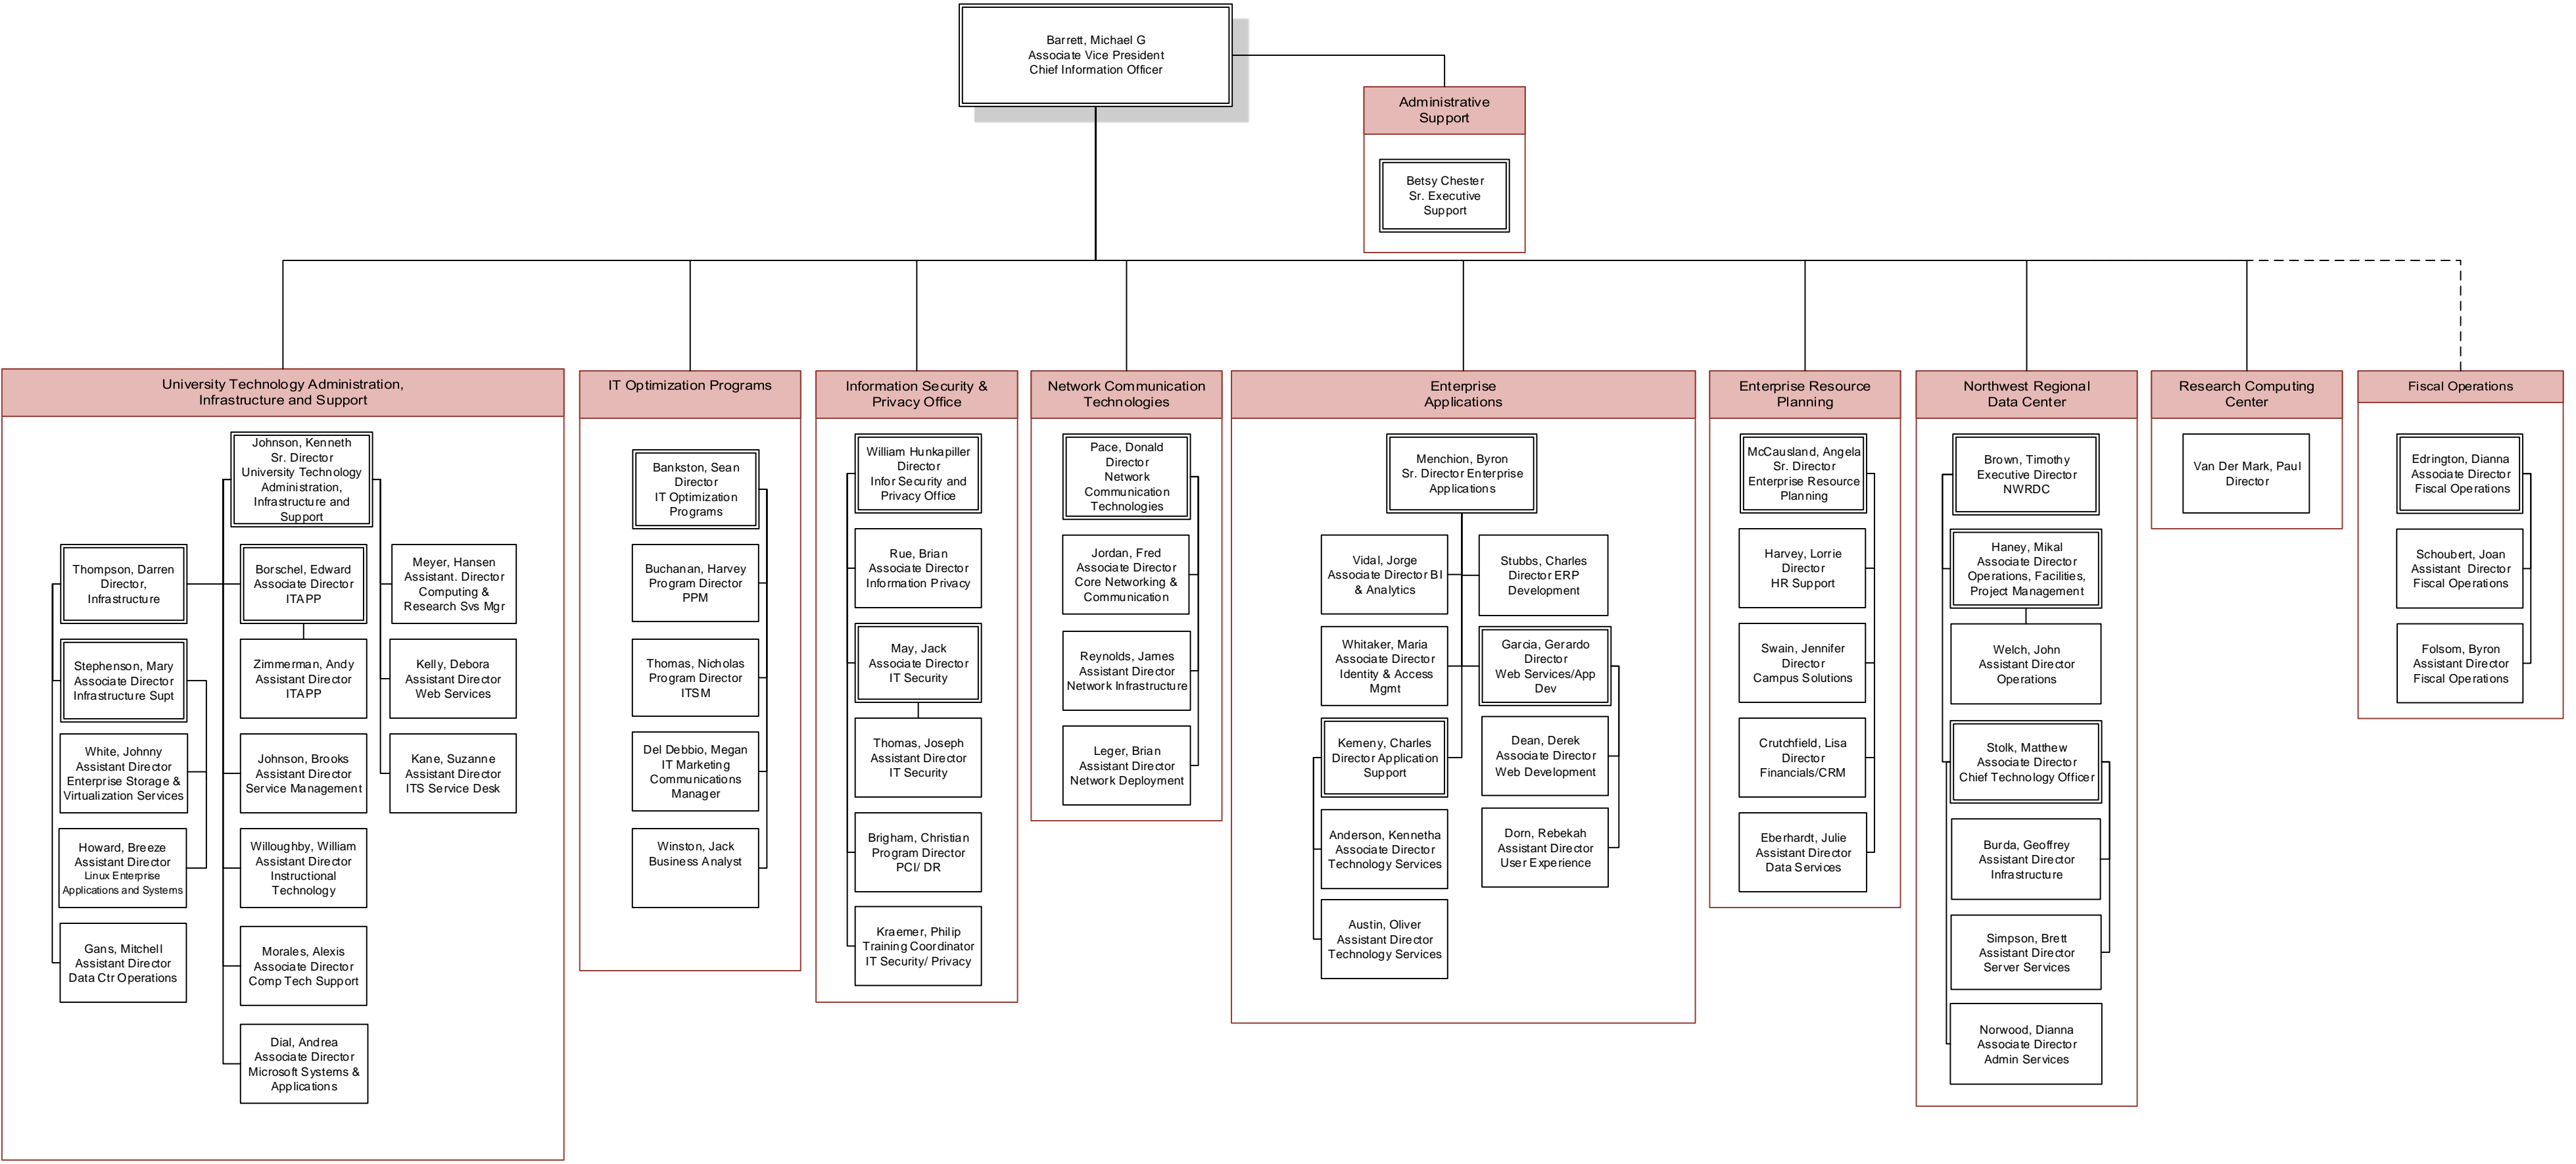 Barrett, Michael G
Associate Vice President
Chief Information Officer
Administrative
Support
Betsy Chester
Sr. Executive
Support
University Technology Administration,
Infrastructure and Support
Johnson, Kenneth
Sr. Director
University Technology
Administration,
Infrastructure and
Support
Thompson, Darren
Director,
Infrastructure
Stephenson, Mary
Associate Director
Infrastructure Supt
White, Johnny
Assistant Director
Enterprise Storage &
Virtualization Services
Howard, Breeze
Assistant Director
Linux Enterprise
Applications and Systems
Gans, Mitchell
Assistant Director
Data Ctr Operations
Borschel, Edward
Associate Director
ITAPP
Zimmerman, Andy
Assistant Director
ITAPP
Johnson, Brooks
Assistant Director
Service Management
Willoughby, William
Assistant Director
Instructional
Technology
Morales, Alexis
Associate Director
Comp Tech Support
Dial, Andrea
Associate Director
Microsoft Systems &
Applications
Meyer, Hansen
Assistant. Director
Computing &
Research Svs Mgr
Kelly, Debora
Assistant Director
Web Services
Kane, Suzanne
Assistant Director
ITS Service Desk
IT Optimization Programs
Bankston, Sean
Director
IT Optimization
Programs
Buchanan, Harvey
Program Director
PPM
Thomas, Nicholas
Program Director
ITSM
Del Debbio, Megan
IT Marketing
Communications
Manager
Winston, Jack
Business Analyst
Information Security &
Privacy Office
William Hunkapiller
Director
Infor Security and
Privacy Office
Rue, Brian
Associate Director
Information Privacy
May, Jack
Associate Director
IT Security
Thomas, Joseph
Assistant Director
IT Security
Brigham, Christian
Program Director
PCI/ DR
Kraemer, Philip
Training Coordinator
IT Security/ Privacy
Network Communication
Technologies
Pace, Donald
Director
Network
Communication
Technologies
Jordan, Fred
Associate Director
Core Networking &
Communication
Reynolds, James
Assistant Director
Network Infrastructure
Leger, Brian
Assistant Director
Network Deployment
Enterprise
Applications
Menchion, Byron
Sr. Director Enterprise
Applications
Vidal, Jorge
Associate Director BI
& Analytics
Whitaker, Maria
Associate Director
Identity & Access
Mgmt
Kemeny, Charles
Director Application
Support
Anderson, Kennetha
Associate Director
Technology Services
Austin, Oliver
Assistant Director
Technology Services
Stubbs, Charles
Director ERP
Development
Garcia, Gerardo
Director
Web Services/App
Dev
Dean, Derek
Associate Director
Web Development
Dorn, Rebekah
Assistant Director
User Experience
Enterprise Resource
Planning
McCausland, Angela
Sr. Director
Enterprise Resource
Planning
Harvey, Lorrie
Director
HR Support
Swain, Jennifer
Director
Campus Solutions
Crutchfield, Lisa
Director
Financials/CRM
Eberhardt, Julie
Assistant Director
Data Services
Northwest Regional
Data Center
Brown, Timothy
Executive Director
NWRDC
Haney, Mikal
Associate Director
Operations, Facilities,
Project Management
Welch, John
Assistant Director
Operations
Stolk, Matthew
Associate Director
Chief Technology Officer
Burda, Geoffrey
Assistant Director
Infrastructure
Simpson, Brett
Assistant Director
Server Services
Norwood, Dianna
Associate Director
Admin Services
Research Computing
Center
Van Der Mark, Paul
Director
Fiscal Operations
Edrington, Dianna
Associate Director
Fiscal Operations
Schoubert, Joan
Assistant  Director
Fiscal Operations
Folsom, Byron
Assistant Director
Fiscal Operations